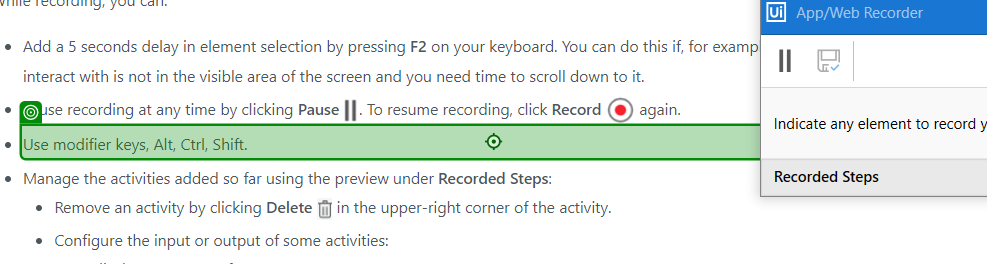 While recording, you can:
Add a 5 seconds delay in element selection by pressing F2 on your keyboard. You can do this if, for examp
interact with is not in the visible area of the screen and you need time to scroll down to it.
use recording at any time by clicking Pause. To resume recording, click Record again.
Use modifier keys, Alt, Ctrl, Shift.
Manage the activities added so far using the preview under Recorded Steps:
Remove an activity by clicking Delete in the upper-right corner of the activity.
Configure the input or output of some activities:
Ui App/Web Recorder
Indicate any element to record y
Recorded Steps